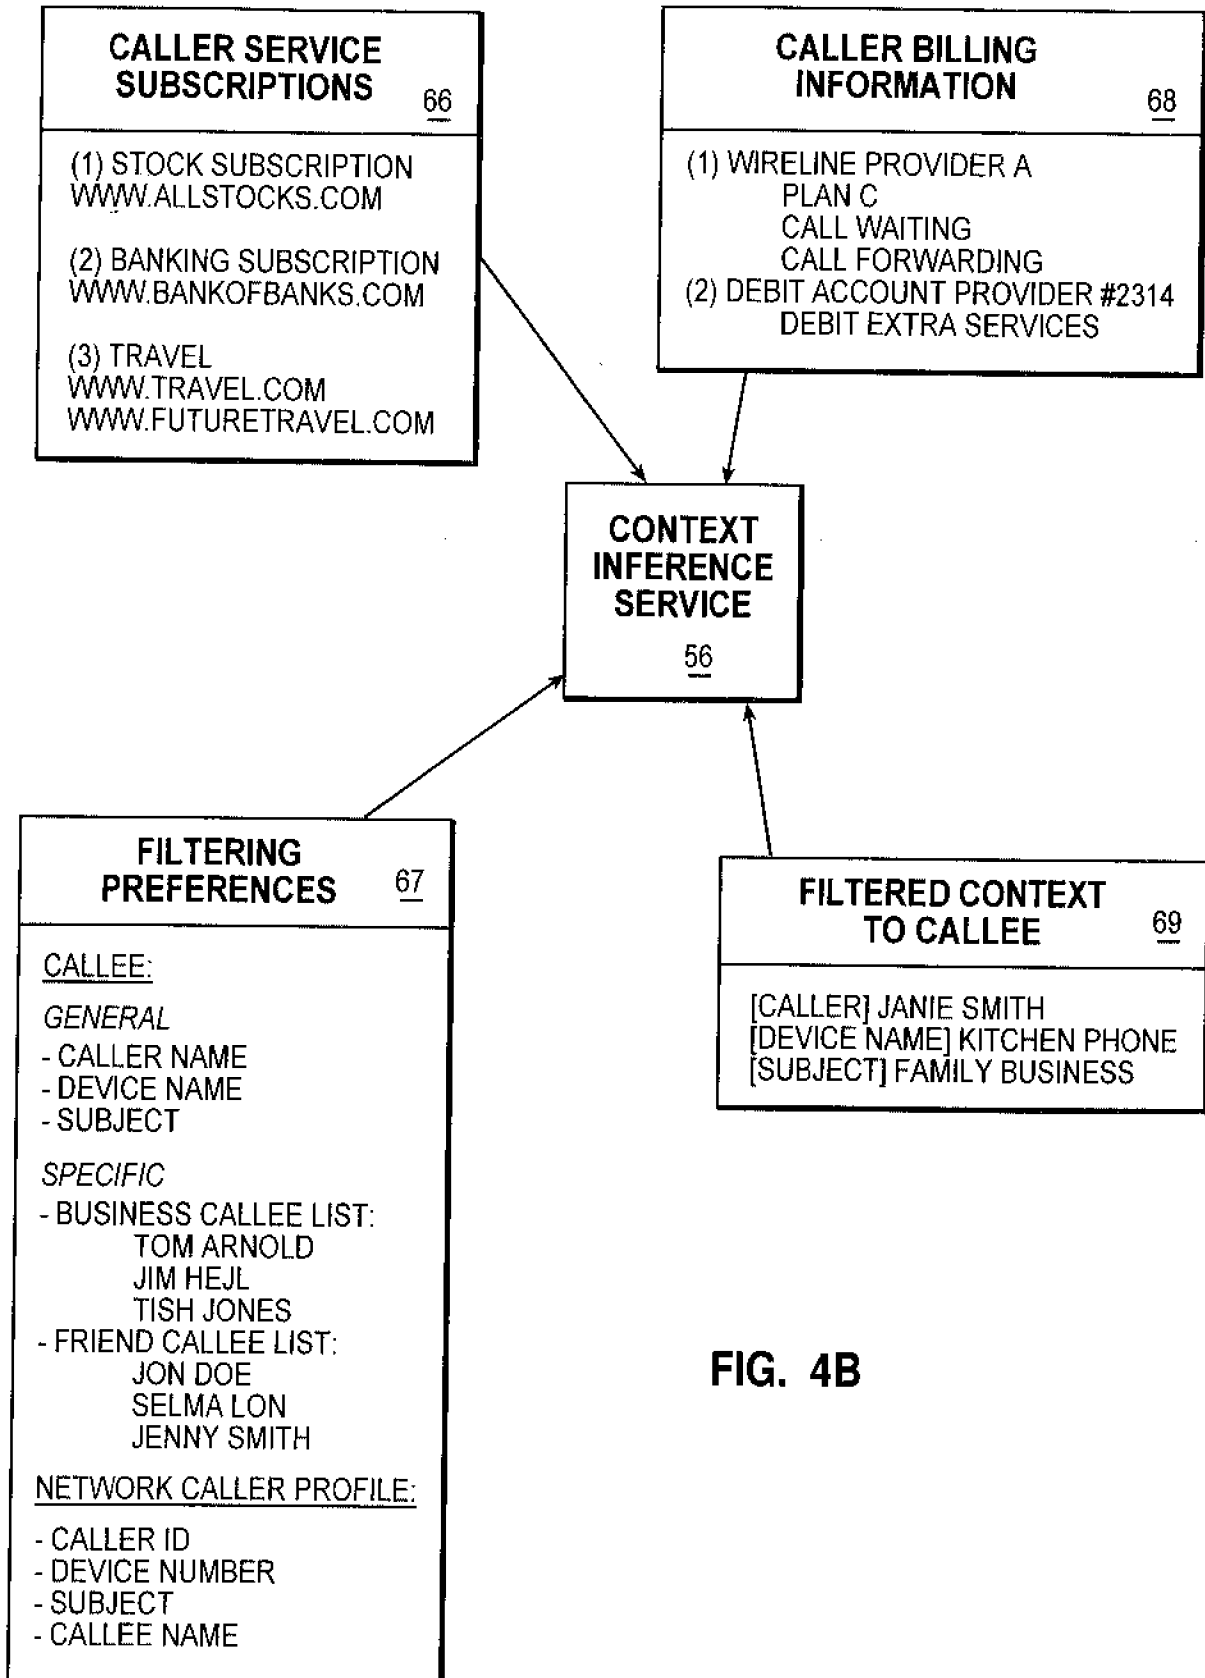 CALLER SERVICE
SUBSCRIPTIONS 66
(1) STOCK SUBSCRIPTION
WWW.ALLSTOCKS.COM
(2) BANKING SUBSCRIPTION
WWW.BANKOFBANKS.COM
(3) TRAVEL
WWW.TRAVEL.COM
WWW.FUTURETRAVEL.COM
CALLER BILLING
INFORMATION 68
(1) WIRELINE PROVIDER A
PLAN C
CALL WAITING
CALL FORWARDING
(2) DEBIT ACCOUNT PROVIDER #2314
DEBIT EXTRA SERVICES
CONTEXT
INFERENCE
SERVICE
56
FILTERING
PREFERENCES 67
CALLEE:
GENERAL
- CALLER NAME
- DEVICE NAME
- SUBJECT
SPECIFIC
- BUSINESS CALLEE LIST:
TOM ARNOLD
JIM HEJL
TISH JONES
- FRIEND CALLEE LIST:
JON DOE
SELMA LON
JENNY SMITH
NETWORK CALLER PROFILE:
- CALLER ID
- DEVICE NUMBER
- SUBJECT
- CALLEE NAME
FILTERED CONTEXT
TO CALLEE 69
[CALLER] JANIE SMITH
[DEVICE NAME] KITCHEN PHONE
[SUBJECT] FAMILY BUSINESS
FIG. 4B